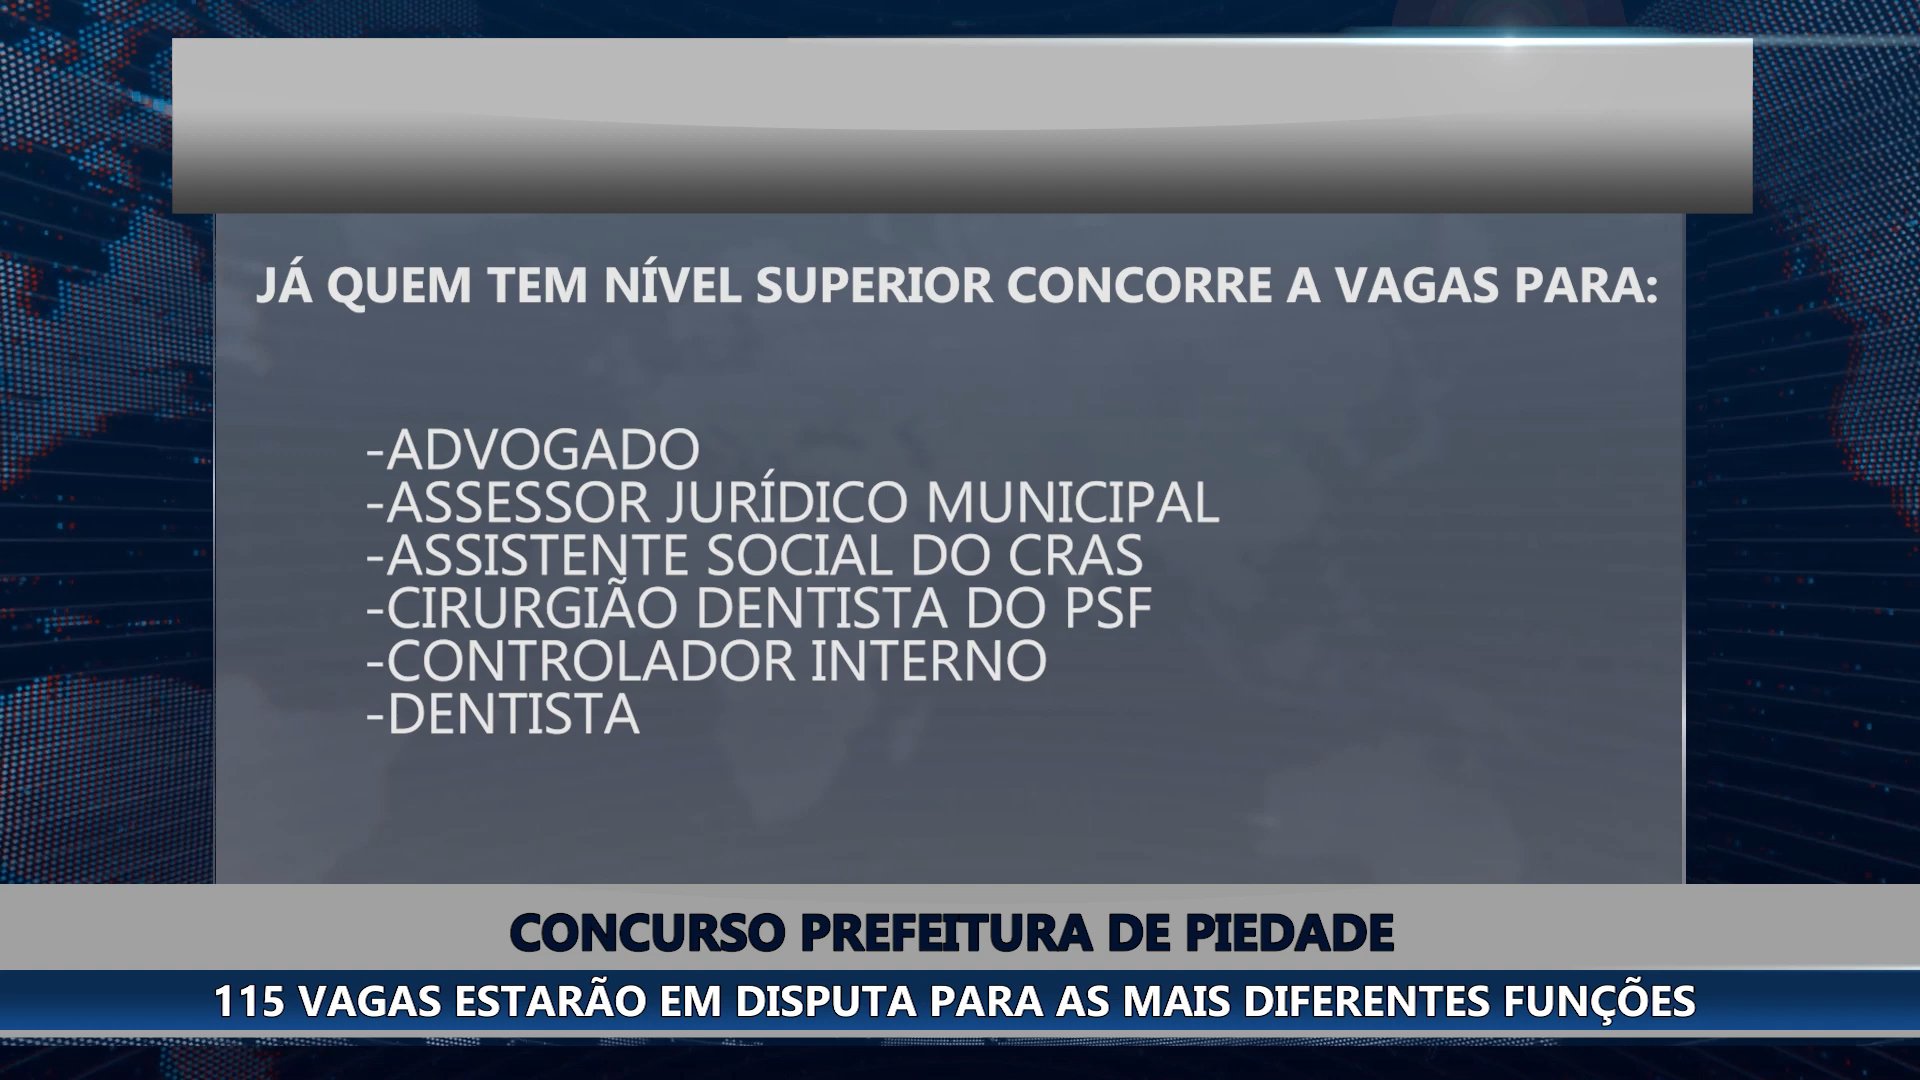 JÁ QUEM TEM NÍVEL SUPERIOR CONCORRE A VAGAS PARA:
-ADVOGADO
-ASSESSOR JURÍDICO MUNICIPAL
-ASSISTENTE SOCIAL DO CRAS
-CIRURGIÃO DENTISTA DO PSF
-CONTROLADOR INTERNO
-DENTISTA
CONCURSO PREFEITURA DE PIEDADE
115 VAGAS ESTARÃO EM DISPUTA PARA AS MAIS DIFERENTES FUNÇÕES